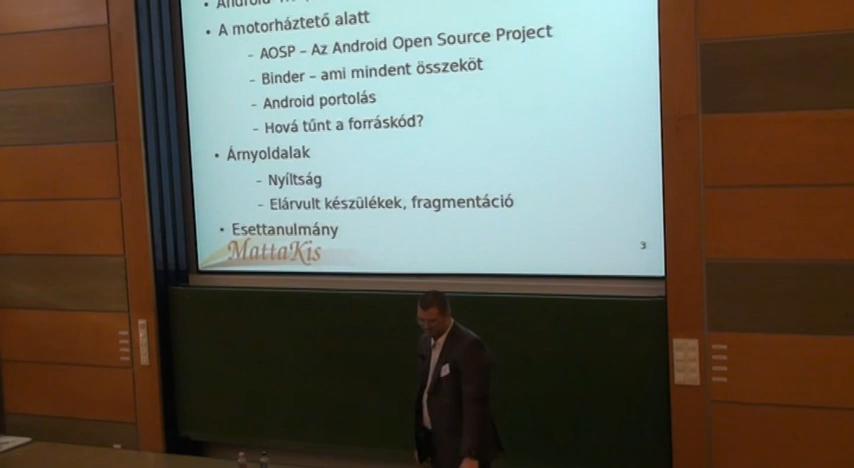 • Android
• A motorháztető alatt
– AOSP – Az Android Open Source Project
– Binder – ami mindent összeköt
– Android portolás
– Hová tűnt a forráskód?
• Árnyoldalak
– Nyíltság
– Elárvult készülékek, fragmentáció
• Esettanulmány
MattaKis
3